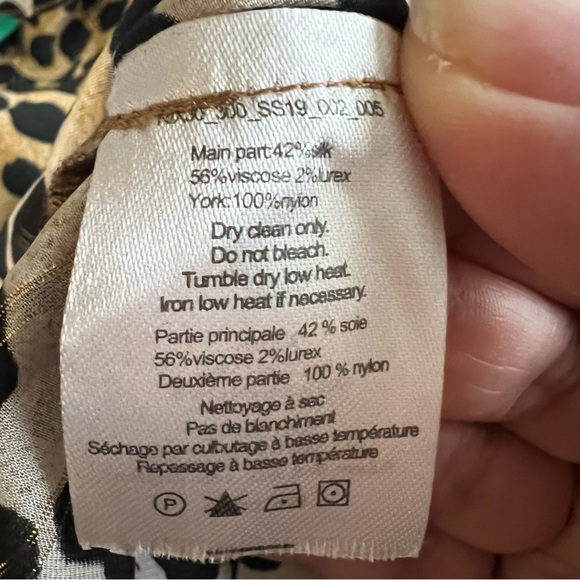 _300_SS19_002_005
Main part:42%silk
56%viscose 2%lurex
York:100%nylon
Dry clean only.
Do not bleach.
Tumble dry low heat.
Iron low heat if necessary.
Partie principale 42 % soie
56%viscose 2%lurex
Deuxième partie 100 % nylon
Nettoyage à sec
Pas de blanchiment
Séchage par culbutage à basse température
Repassage à basse température
P